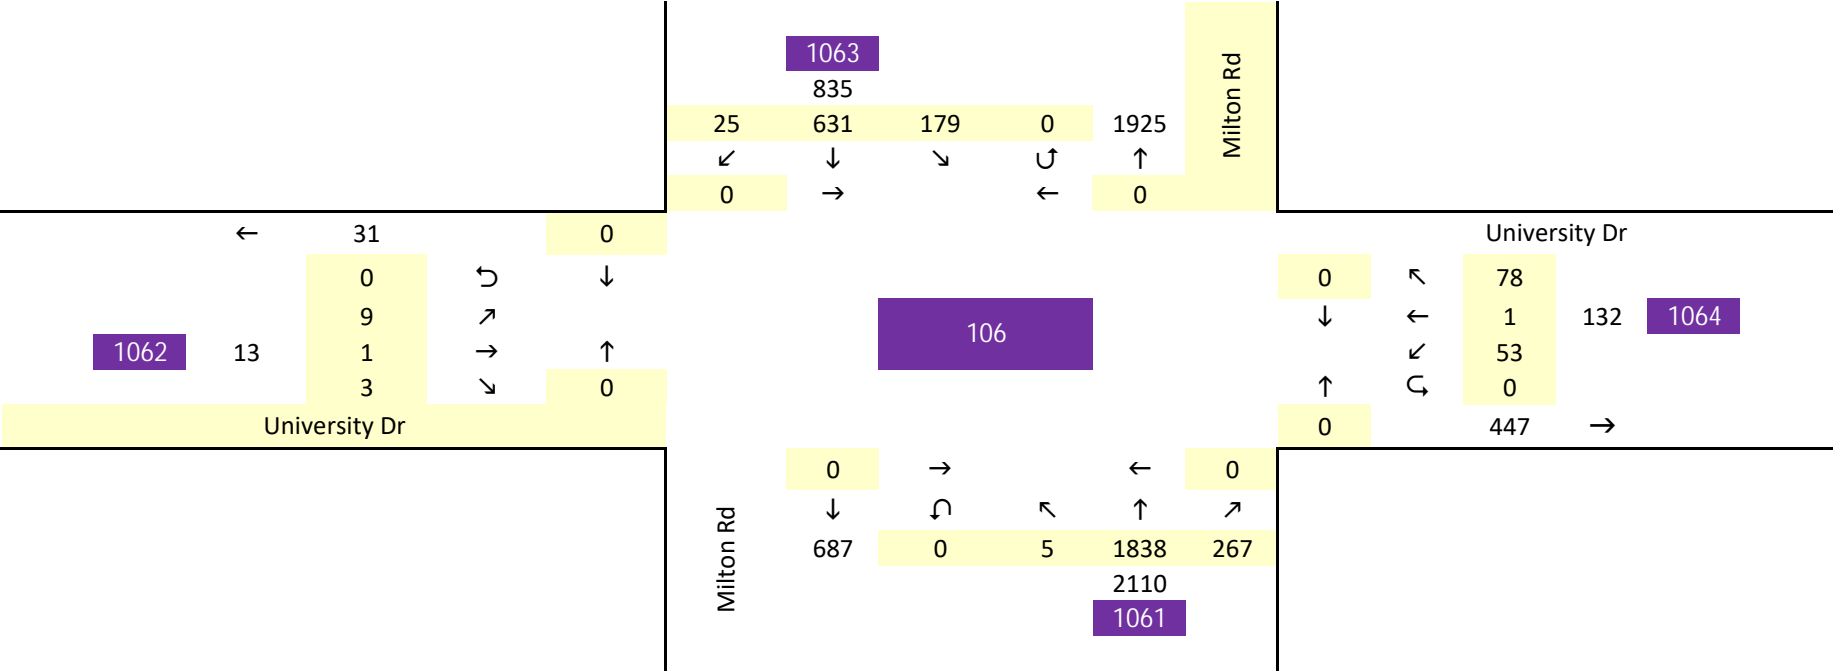 1063
835
25 631 179 0 1925
↙ ↓ ↘ ⮍ ↑
0 → ← 0
Milton Rd
← 31 0
0 ⮌ ↓
9 ↗
1062 13 1 → ↑
3 ↘ 0
University Dr
106
University Dr
0 ↖ 78
↓ ← 1 132 1064
↙ 53
↑ ⮎ 0
0 447 →
0 → ← 0
↓ ⮏ ↖ ↑ ↗
Milton Rd
687 0 5 1838 267
2110
1061